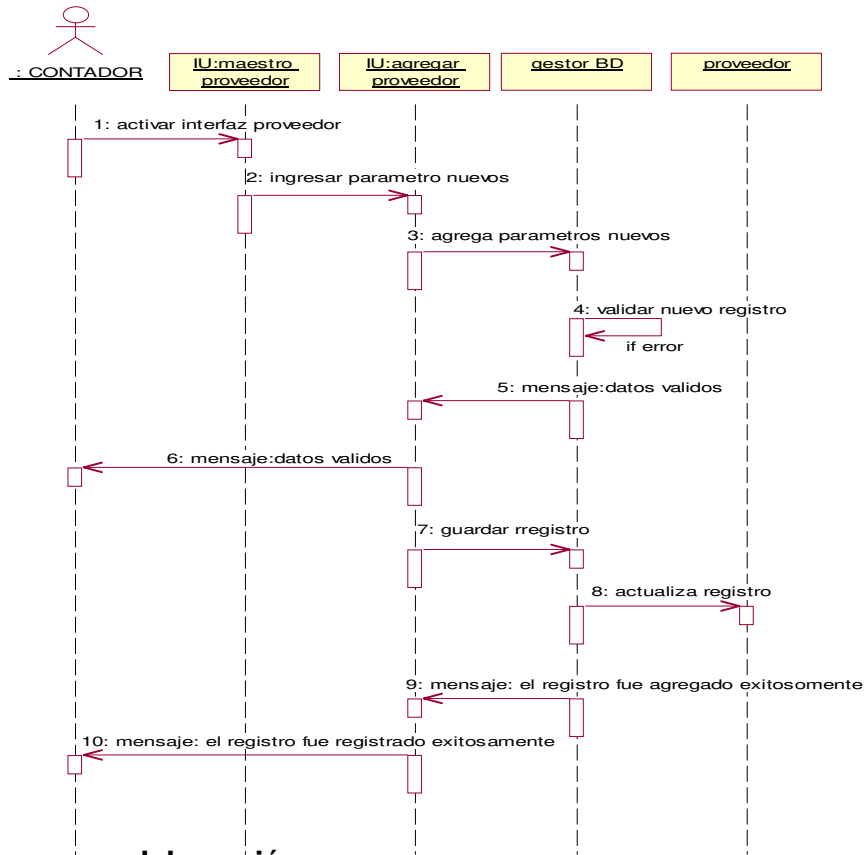 : CONTADOR
IU:maestro
proveedor
IU:agregar
proveedor
gestor BD
proveedor
1: activar interfaz proveedor
2: ingresar parametro nuevos
3: agrega parametros nuevos
4: validar nuevo registro
if error
5: mensaje:datos validos
6: mensaje:datos validos
7: guardar rregistro
8: actualiza registro
9: mensaje: el registro fue agregado exitosomente
10: mensaje: el registro fue registrado exitosamente